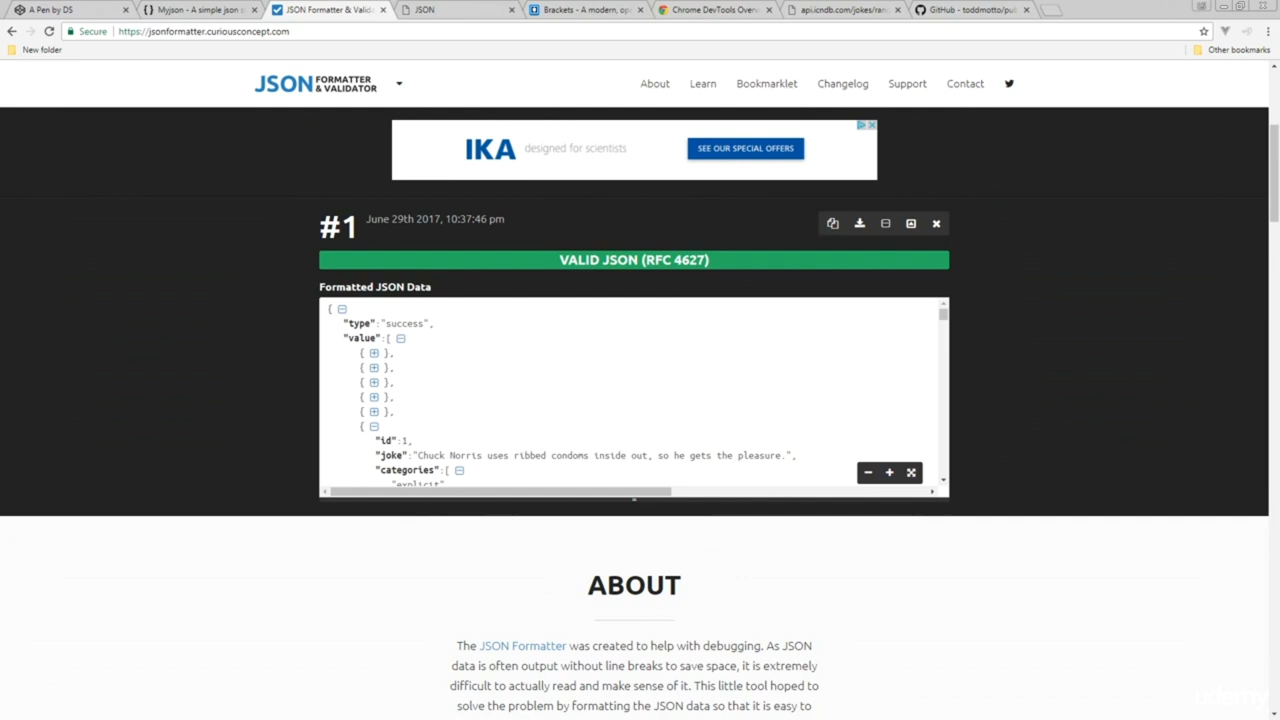 A Pen by DS
{ } Myjson - A simple json s
JSON Formatter & Valida
JSON
Brackets - A modern, op
Chrome DevTools Overv
api.icndb.com/jokes/ran
GitHub - toddmotto/pub
Secure https://jsonformatter.curiousconcept.com
New folder
Other bookmarks
JSON FORMATTER & VALIDATOR
About Learn Bookmarklet Changelog Support Contact
IKA designed for scientists SEE OUR SPECIAL OFFERS
#1 June 29th 2017, 10:37:46 pm
VALID JSON (RFC 4627)
Formatted JSON Data
{
"type":"success",
"value":[
{ },
{ },
{ },
{ },
{ },
{
"id":1,
"joke":"Chuck Norris uses ribbed condoms inside out, so he gets the pleasure.",
"categories":[
"explicit"
ABOUT
The JSON Formatter was created to help with debugging. As JSON
data is often output without line breaks to save space, it is extremely
difficult to actually read and make sense of it. This little tool hoped to
solve the problem by formatting the JSON data so that it is easy to
udemy